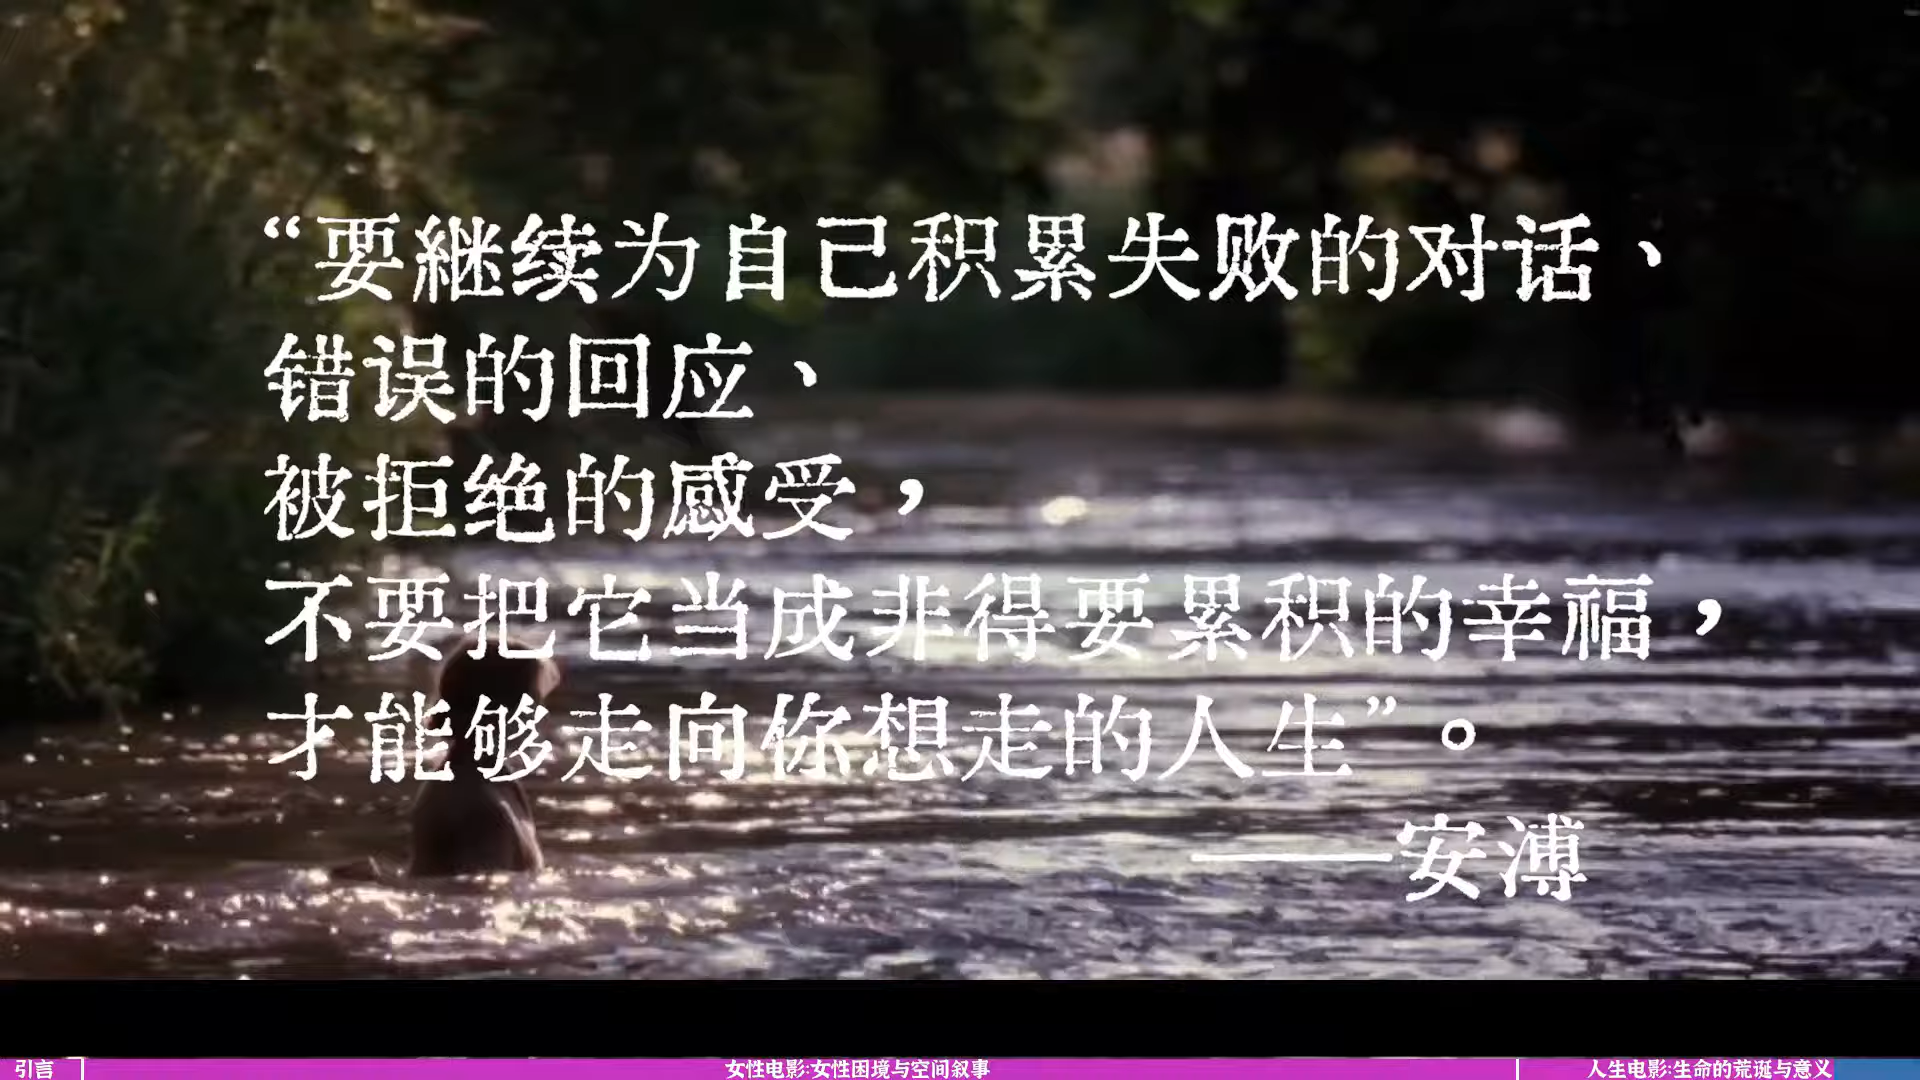 “要継续为自己积累失败的对话、
错误的回应、
被拒绝的感受，
不要把它当成非得要累积的幸福，
才能够走向你想走的人生”。
——安溥
引言
女性电影:女性困境与空间叙事
人生电影:生命的荒诞与意义